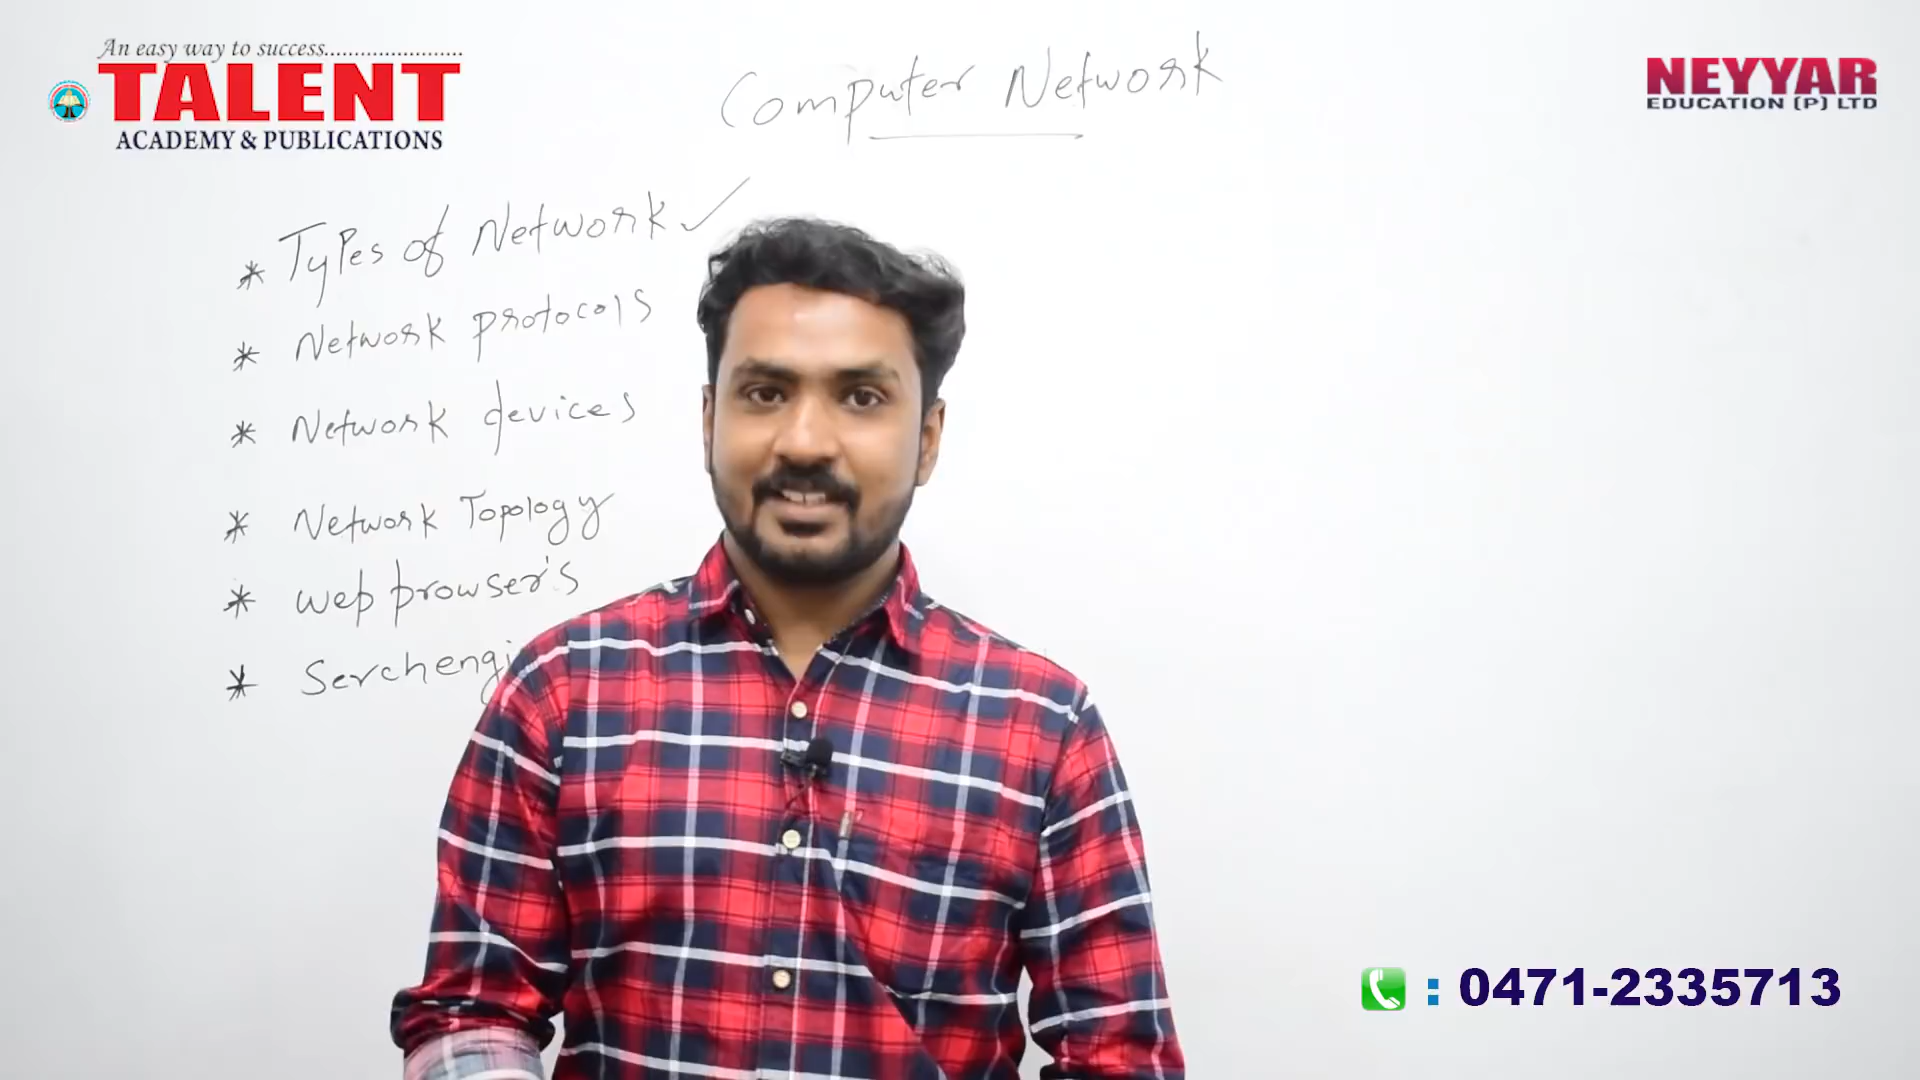 An easy way to success.......................
TALENT
ACADEMY & PUBLICATIONS
NEYYAR
EDUCATION (P) LTD
Computer Network
* Types of Network ✓
* Network protocols
* Network devices
* Network Topology
* Web browser's
* Serchengi
: 0471-2335713